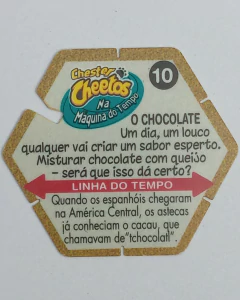 Chester
Cheetos
Na
Máquina do Tempo
10
O CHOCOLATE
Um dia, um louco
qualquer vai criar um sabor esperto.
Misturar chocolate com queijo
– será que isso dá certo?
LINHA DO TEMPO
Quando os espanhóis chegaram
na América Central, os astecas
já conheciam o cacau, que
chamavam de "tchocolatl".